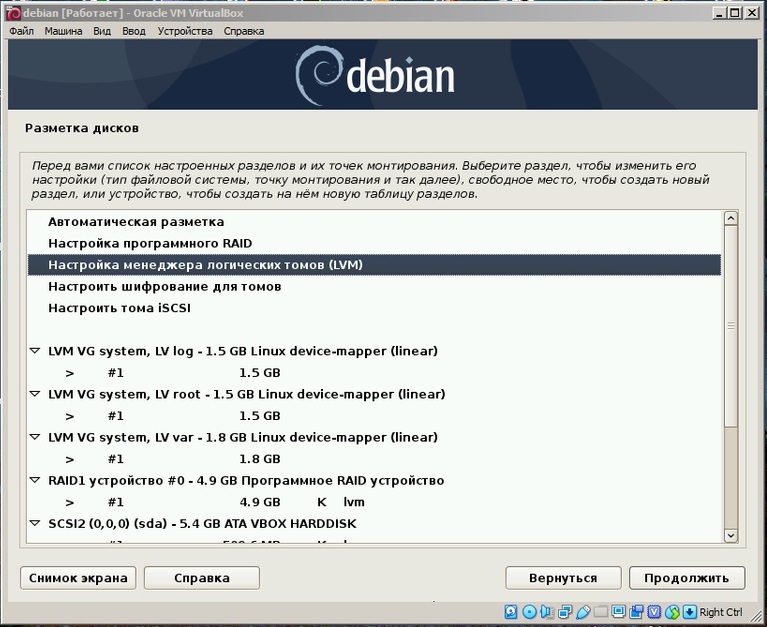 debian [Работает] - Oracle VM VirtualBox
Файл Машина Вид Ввод Устройства Справка
debian
Разметка дисков
Перед вами список настроенных разделов и их точек монтирования. Выберите раздел, чтобы изменить его
настройки (тип файловой системы, точку монтирования и так далее), свободное место, чтобы создать новый
раздел, или устройство, чтобы создать на нём новую таблицу разделов.
Автоматическая разметка
Настройка программного RAID
Настройка менеджера логических томов (LVM)
Настроить шифрование для томов
Настроить тома iSCSI
LVM VG system, LV log - 1.5 GB Linux device-mapper (linear)
> #1 1.5 GB
LVM VG system, LV root - 1.5 GB Linux device-mapper (linear)
> #1 1.5 GB
LVM VG system, LV var - 1.8 GB Linux device-mapper (linear)
> #1 1.8 GB
RAID1 устройство #0 - 4.9 GB Программное RAID устройство
> #1 4.9 GB K lvm
SCSI2 (0,0,0) (sda) - 5.4 GB ATA VBOX HARDDISK
Снимок экрана Справка Вернуться Продолжить
Right Ctrl